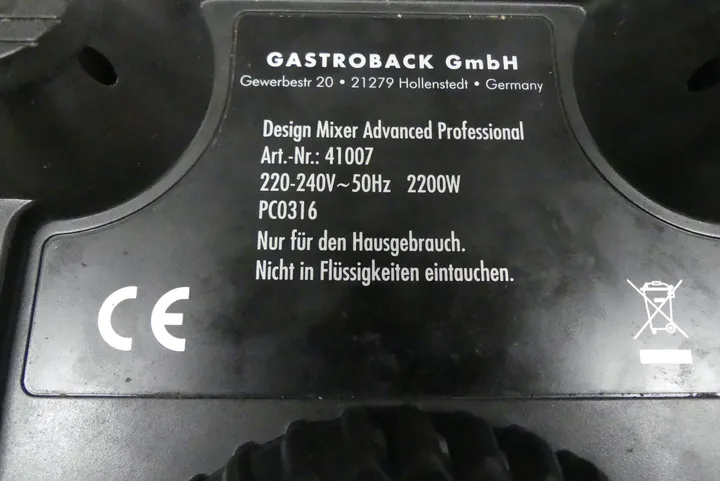 GASTROBACK GmbH
Gewerbestr 20 • 21279 Hollenstedt • Germany
Design Mixer Advanced Professional
Art.-Nr.: 41007
220-240V~50Hz 2200W
PC0316
Nur für den Hausgebrauch.
Nicht in Flüssigkeiten eintauchen.
CE